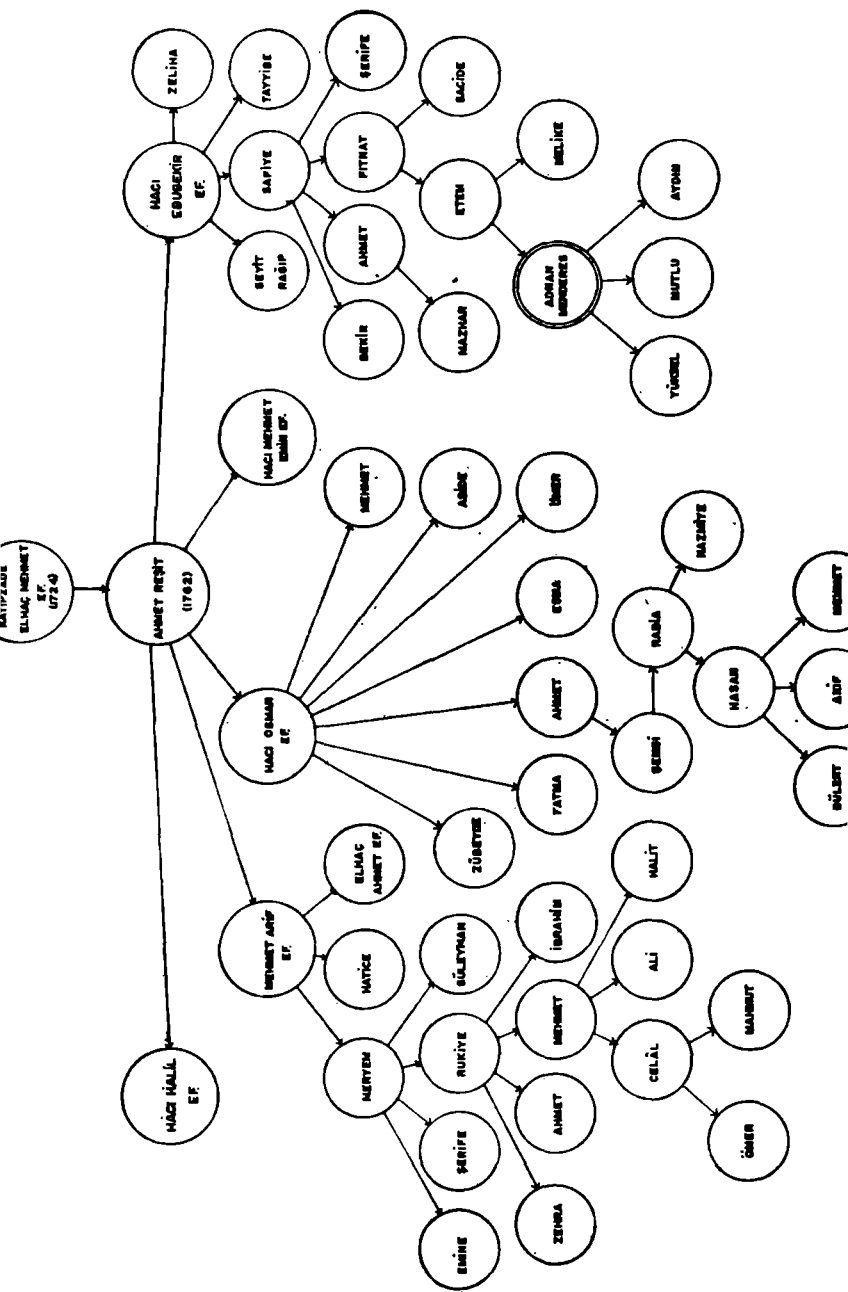 KATİPZADE
ELHAÇ MEHMET
EF.
(1724)
AHMET REŞİT
(1762)
HACI HALİL
EF.
MEHMET ARİF
EF.
HACI OSMAN
EF.
HACI MEHMET
EMİN EF.
HACI
EBUBEKİR
EF.
ELHAÇ
AHMET EF.
HATİCE
MERYEM
EMİNE
ŞERİFE
RUKİYE
SÜLEYMAN
ZEHRA
AHMET
MEHMET
İBRAHİM
CELÂL
ALİ
HALİT
ÖMER
MAHMUT
ZÜBEYDE
FATMA
AHMET
ESMA
ÖMER
ABİDE
MEHMET
ŞEMSİ
RABİA
HASAN
NAZMİYE
BÜLENT
ARİF
MEHMET
SEYİT
RAĞIP
SAFİYE
TAYYİBE
ZELİHA
BEKİR
AHMET
FITNAT
ŞERİFE
MAZHAR
ETEM
SACİDE
ADNAN
MENDERES
MELİKE
YÜKSEL
MUTLU
AYDIN